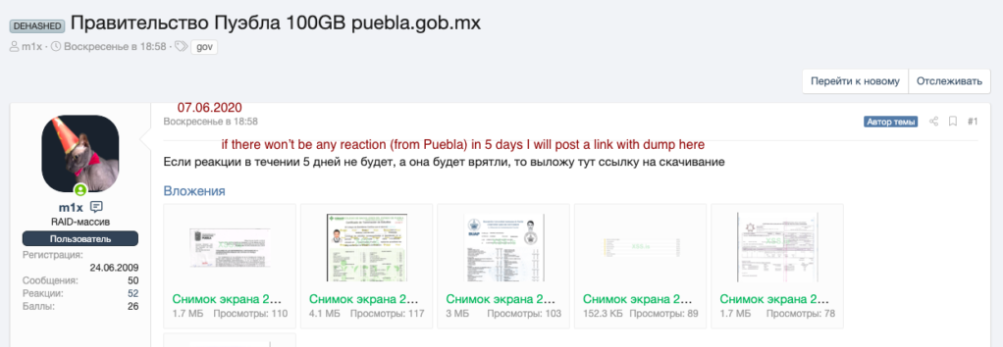 DEHASHED Правительство Пуэбла 100GB puebla.gob.mx
m1x · Воскресенье в 18:58 · gov
Перейти к новому Отслеживать
07.06.2020
Воскресенье в 18:58 Автор темы #1
if there won't be any reaction (from Puebla) in 5 days I will post a link with dump here
Если реакции в течении 5 дней не будет, а она будет врятли, то выложу тут ссылку на скачивание
Вложения
m1x
RAID-массив
Пользователь
Регистрация:
24.06.2009
Сообщения: 50
Реакции: 52
Баллы: 26
Снимок экрана 2... Снимок экрана 2... Снимок экрана 2... Снимок экрана 2... Снимок экрана 2...
1.7 МБ Просмотры: 110 4.1 МБ Просмотры: 117 3 МБ Просмотры: 103 152.3 КБ Просмотры: 89 1.7 МБ Просмотры: 78